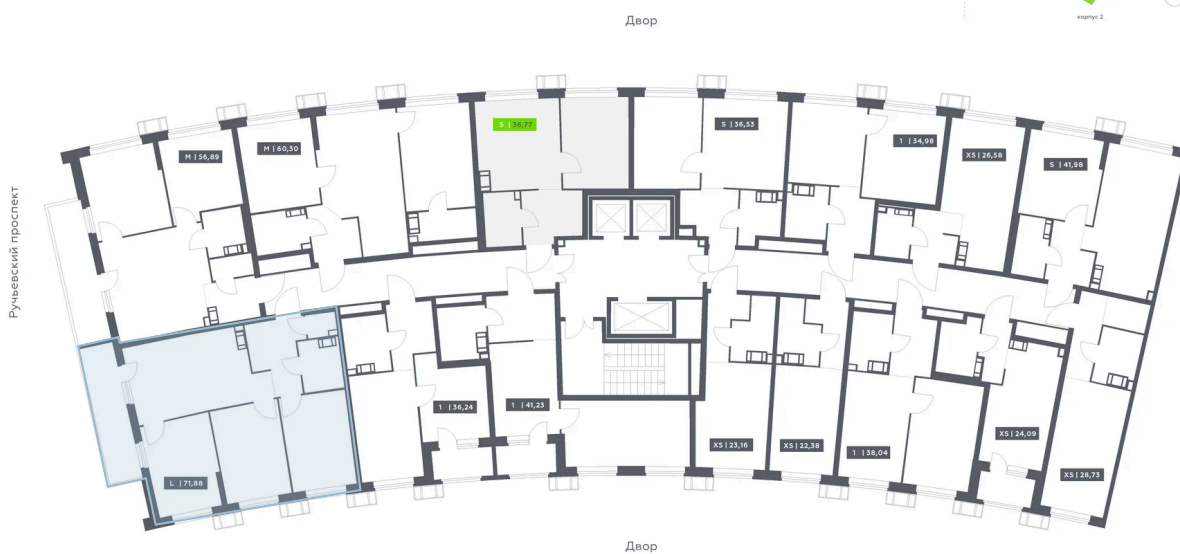 Двор
корпус 2
Ручьевский проспект
M | 56,89
M | 60,30
S | 36,77
S | 36,53
1 | 34,98
XS | 26,58
S | 41,98
L | 71,88
1 | 36,24
1 | 41,23
XS | 23,16
XS | 22,38
1 | 38,04
XS | 24,09
XS | 28,73
Двор